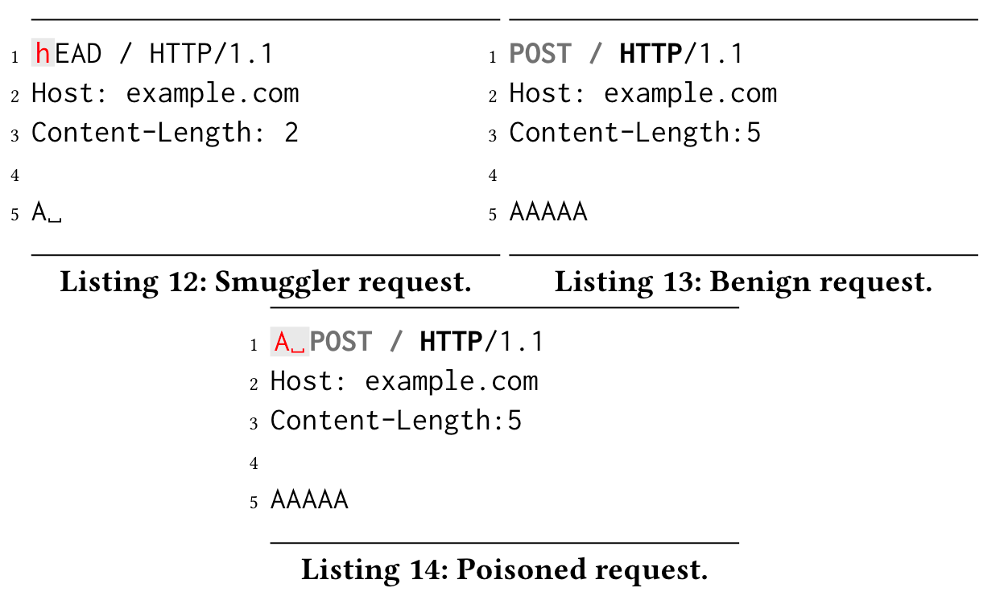 1 hEAD / HTTP/1.1
2 Host: example.com
3 Content-Length: 2
4
5 A␣
Listing 12: Smuggler request.
1 POST / HTTP/1.1
2 Host: example.com
3 Content-Length:5
4
5 AAAAA
Listing 13: Benign request.
1 A␣POST / HTTP/1.1
2 Host: example.com
3 Content-Length:5
4
5 AAAAA
Listing 14: Poisoned request.